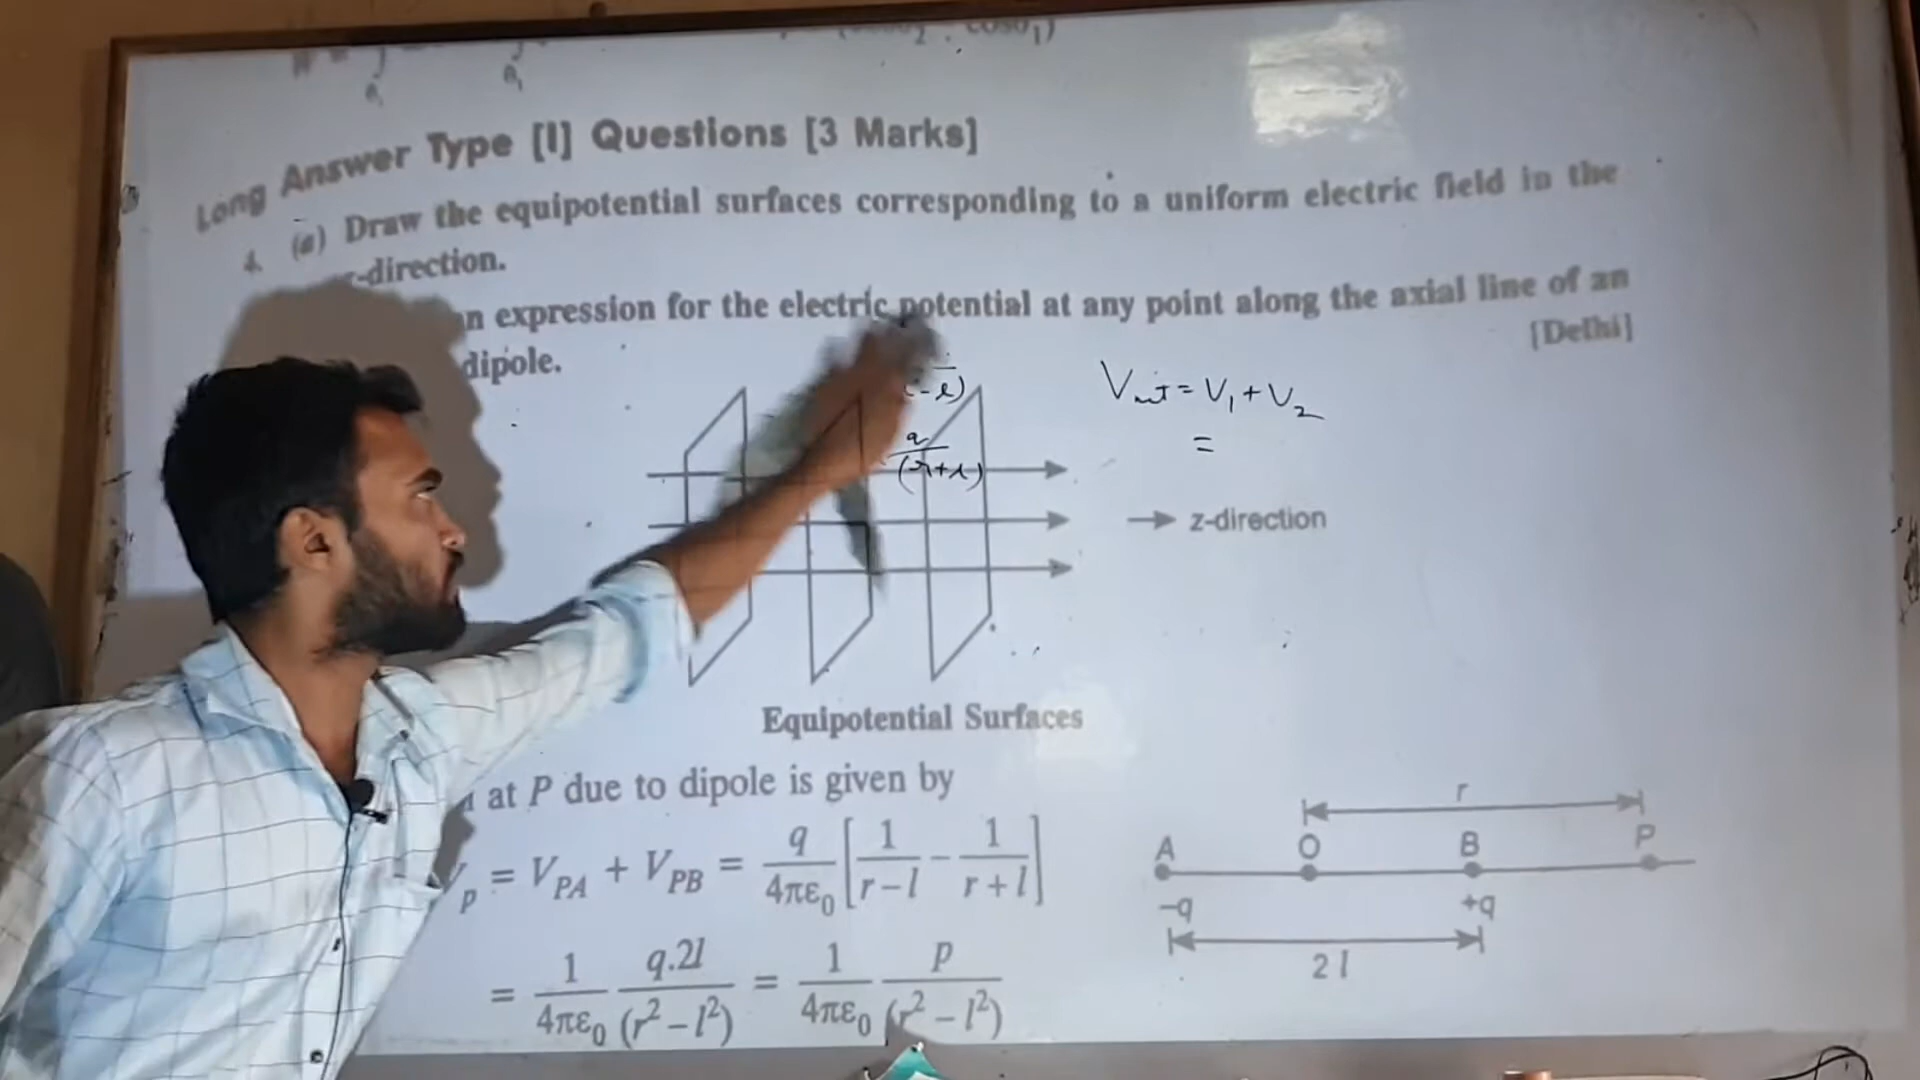 Long Answer Type [I] Questions [3 Marks]
4. (a) Draw the equipotential surfaces corresponding to a uniform electric field in the
-direction.
an expression for the electric potential at any point along the axial line of an
dipole.
[Delhi]
-l)
V_net = V₁ + V₂
q/(r+l)
=
→ z-direction
Equipotential Surfaces
at P due to dipole is given by
V_P = V_PA + V_PB = q/4πε₀ [1/r−l − 1/r+l]
= 1/4πε₀ q.2l/(r² − l²) = 1/4πε₀ p/(r² − l²)
r
A O B P
−q +q
2l